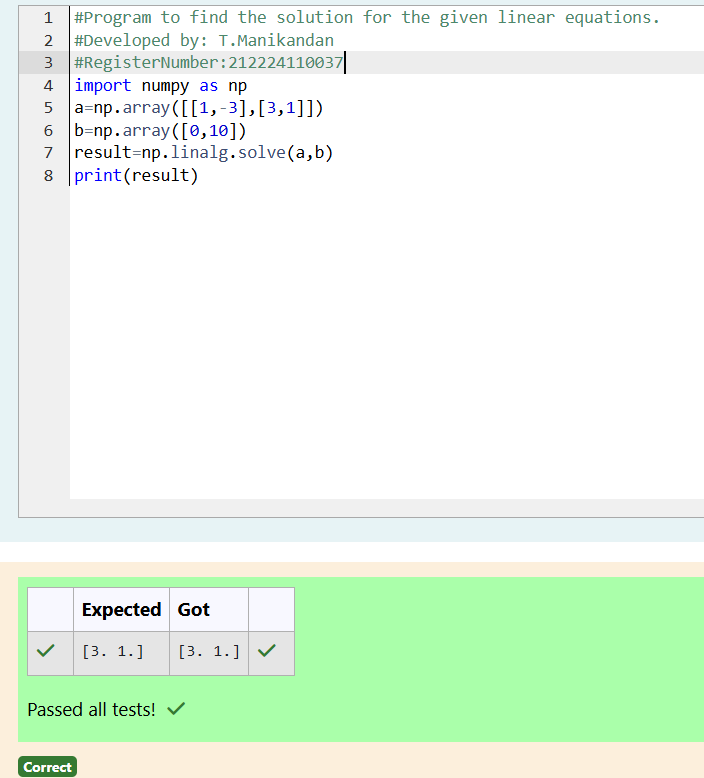 1 #Program to find the solution for the given linear equations.
2 #Developed by: T.Manikandan
3 #RegisterNumber:212224110037
4 import numpy as np
5 a=np.array([[1,-3],[3,1]])
6 b=np.array([0,10])
7 result=np.linalg.solve(a,b)
8 print(result)
Expected Got
[3. 1.] [3. 1.]
Passed all tests!
Correct